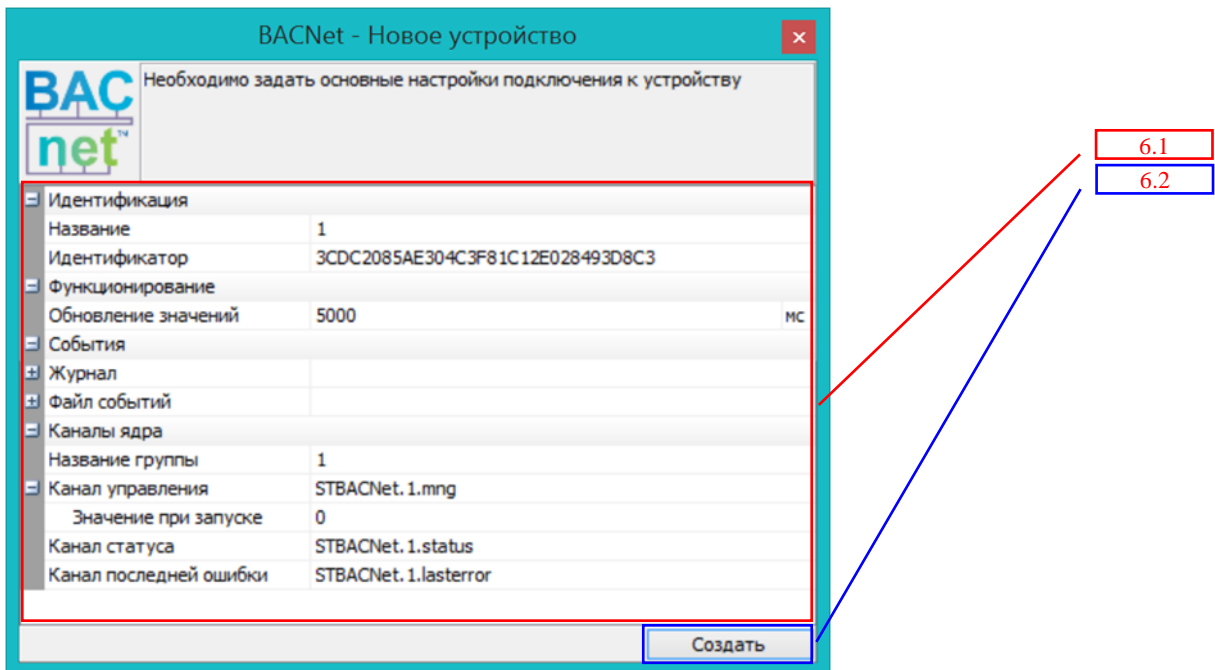 BACNet - Новое устройство
BAC
net™
Необходимо задать основные настройки подключения к устройству
Идентификация
Название 1
Идентификатор 3CDC2085AE304C3F81C12E028493D8C3
Функционирование
Обновление значений 5000 мс
События
Журнал
Файл событий
Каналы ядра
Название группы 1
Канал управления STBACNet.1.mng
Значение при запуске 0
Канал статуса STBACNet.1.status
Канал последней ошибки STBACNet.1.lasterror
Создать
6.1
6.2